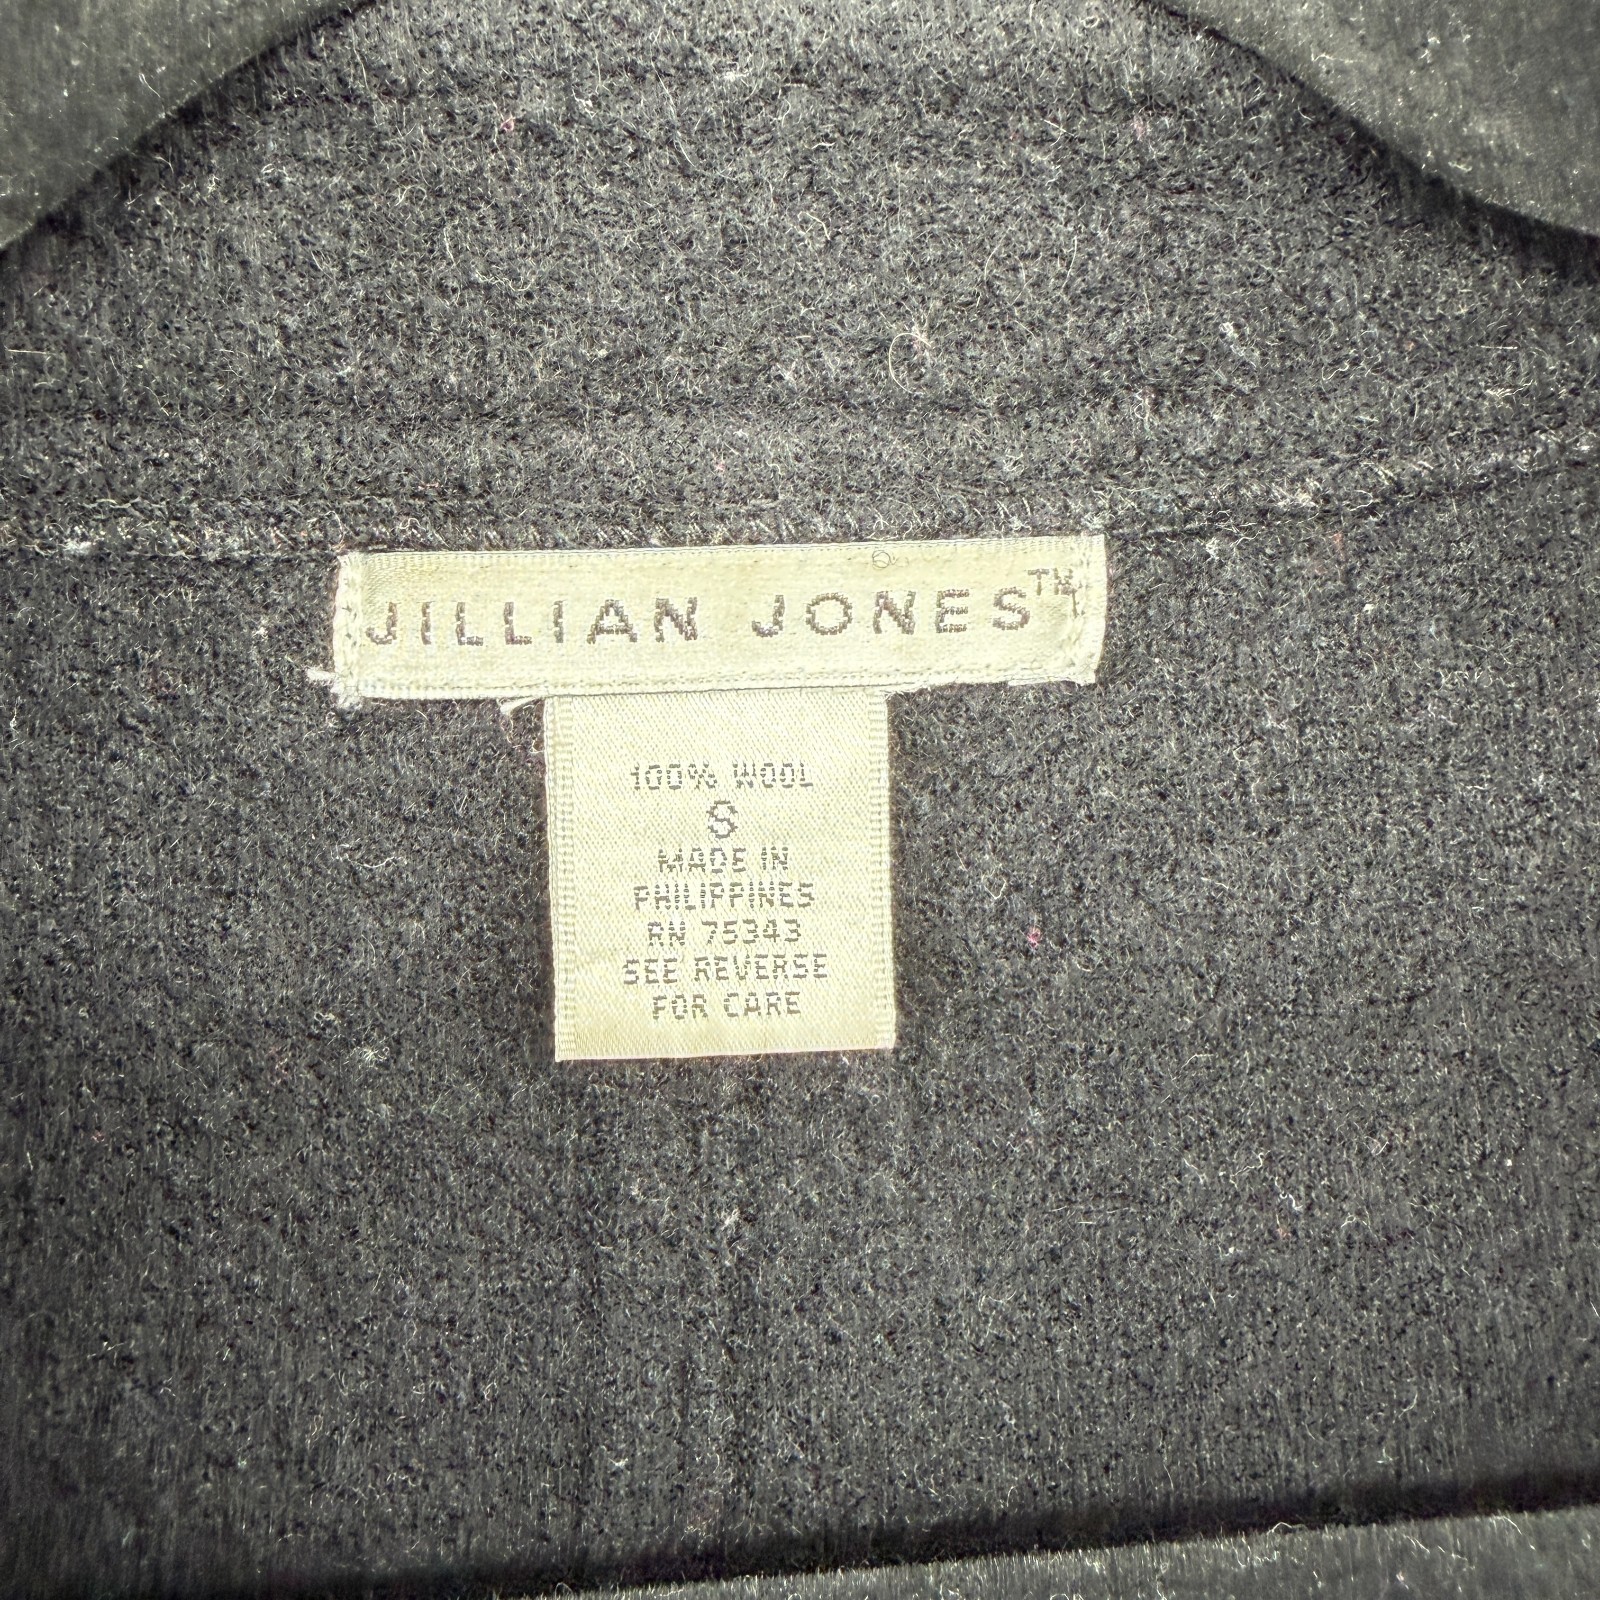 JILLIAN JONES™
100% WOOL
S
MADE IN
PHILIPPINES
RN 75343
SEE REVERSE
FOR CARE